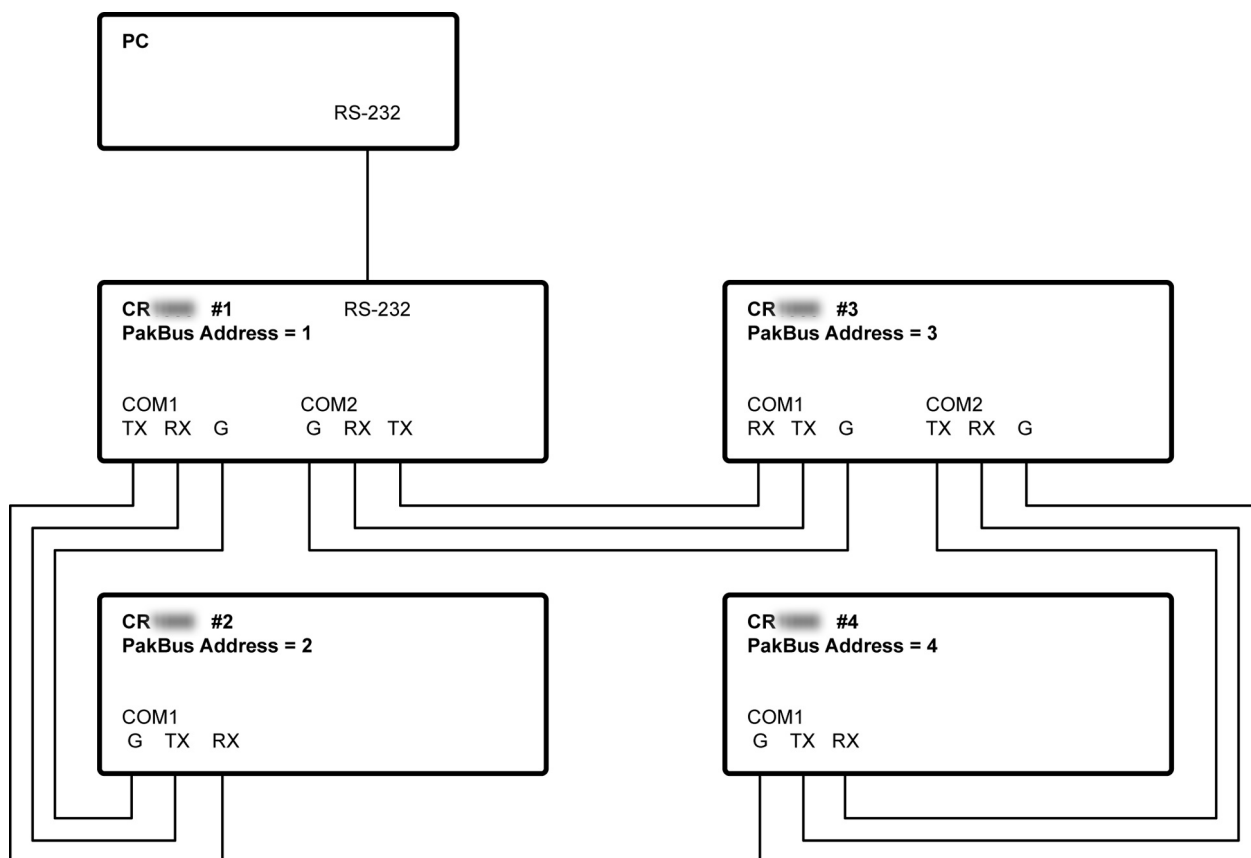 PC
RS-232
CR #1 RS-232
PakBus Address = 1
COM1 COM2
TX RX G G RX TX
CR #3
PakBus Address = 3
COM1 COM2
RX TX G TX RX G
CR #2
PakBus Address = 2
COM1
G TX RX
CR #4
PakBus Address = 4
COM1
G TX RX